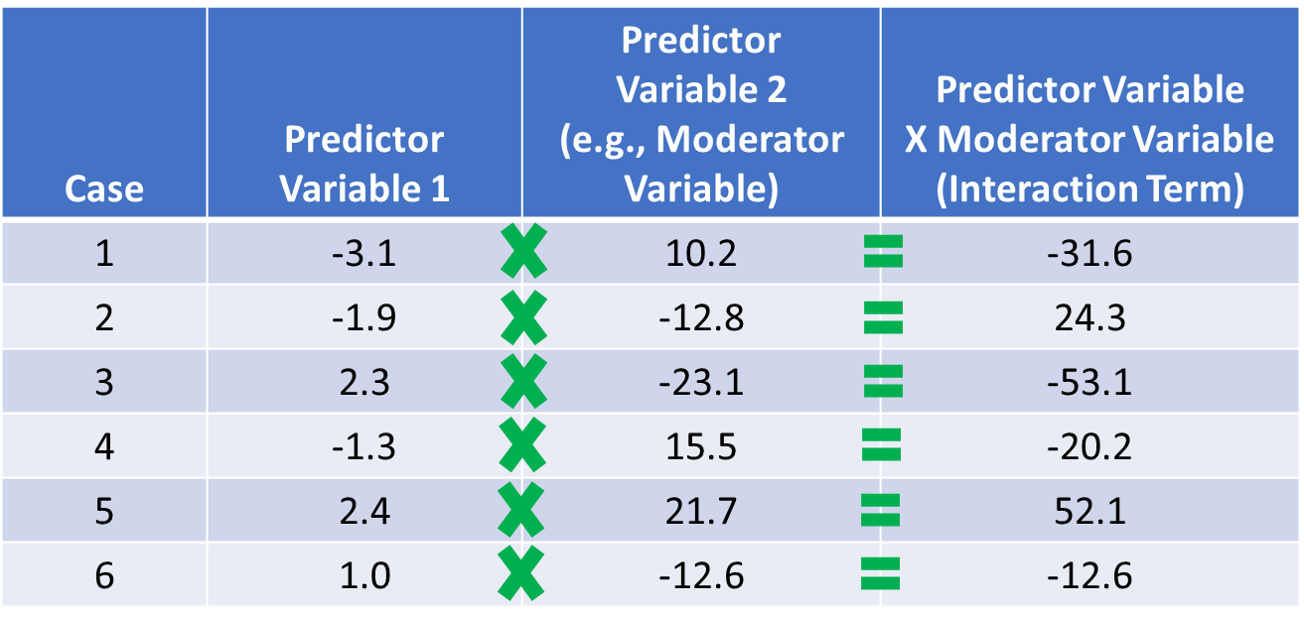 Case
Predictor
Variable 1
Predictor
Variable 2
(e.g., Moderator
Variable)
Predictor Variable
X Moderator Variable
(Interaction Term)
1 -3.1 10.2 = -31.6
2 -1.9 -12.8 = 24.3
3 2.3 -23.1 = -53.1
4 -1.3 15.5 = -20.2
5 2.4 21.7 = 52.1
6 1.0 -12.6 = -12.6